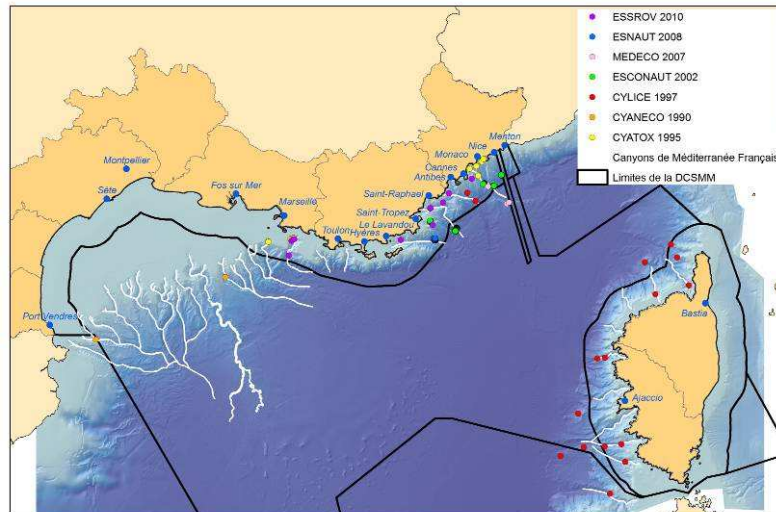 ESSROV 2010
ESNAUT 2008
MEDECO 2007
ESCONAUT 2002
CYLICE 1997
CYANECO 1990
CYATOX 1995
Canyons de Méditerranée Français
Limites de la DCSMM
Menton
Nice
Monaco
Montpellier
Cannes
Antibes
Sète
Fos sur Mer
Saint-Raphael
Marseille
Saint-Tropez
Le Lavandou
Toulon
Hyères
Port Vendres
Bastia
Ajaccio